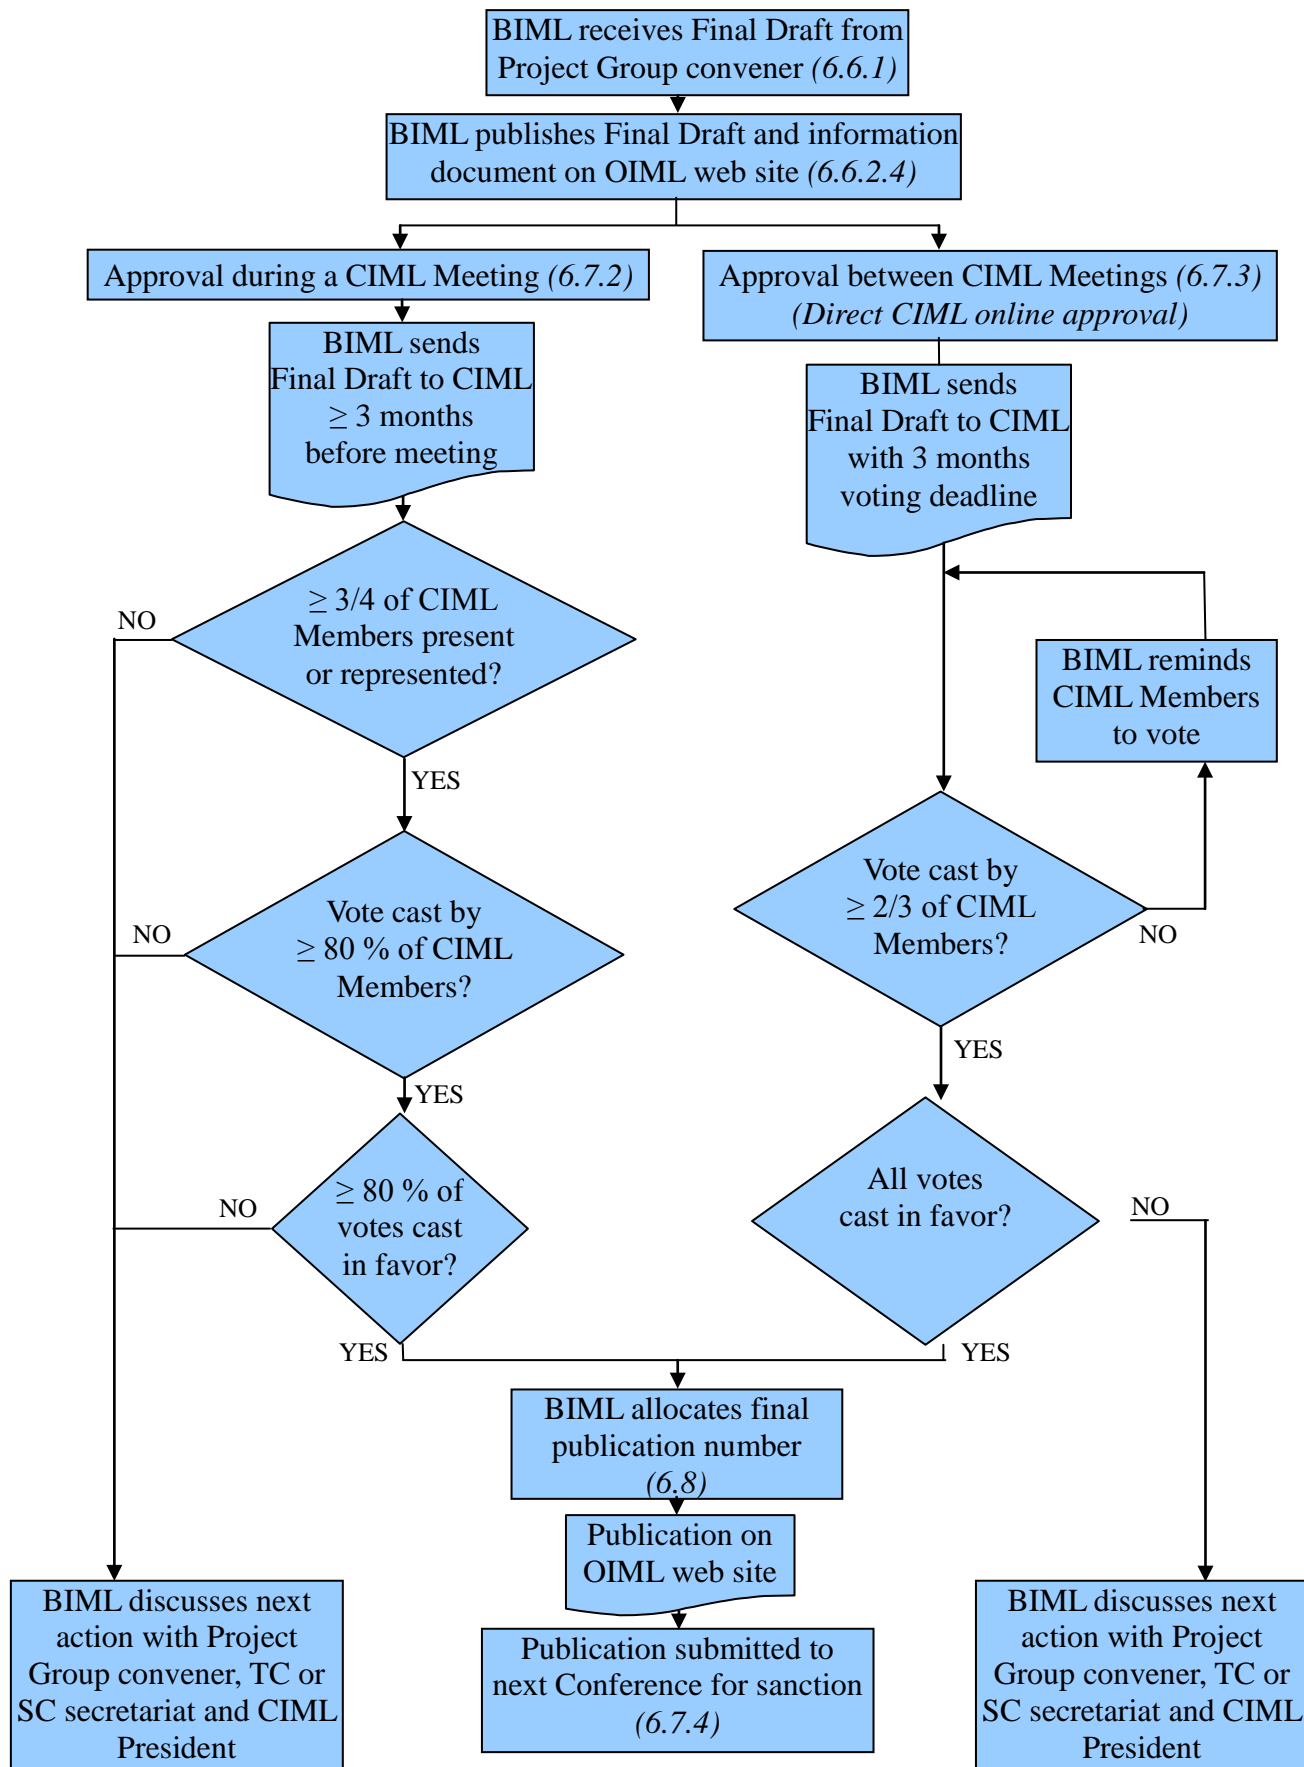 BIML receives Final Draft from
Project Group convener (6.6.1)
BIML publishes Final Draft and information
document on OIML web site (6.6.2.4)
Approval during a CIML Meeting (6.7.2)
Approval between CIML Meetings (6.7.3)
(Direct CIML online approval)
BIML sends
Final Draft to CIML
≥ 3 months
before meeting
BIML sends
Final Draft to CIML
with 3 months
voting deadline
≥ 3/4 of CIML
Members present
or represented?
NO
YES
BIML reminds
CIML Members
to vote
Vote cast by
≥ 80 % of CIML
Members?
NO
YES
Vote cast by
≥ 2/3 of CIML
Members?
NO
YES
≥ 80 % of
votes cast
in favor?
NO
YES
All votes
cast in favor?
NO
YES
BIML allocates final
publication number
(6.8)
Publication on
OIML web site
Publication submitted to
next Conference for sanction
(6.7.4)
BIML discusses next
action with Project
Group convener, TC or
SC secretariat and CIML
President
BIML discusses next
action with Project
Group convener, TC or
SC secretariat and CIML
President